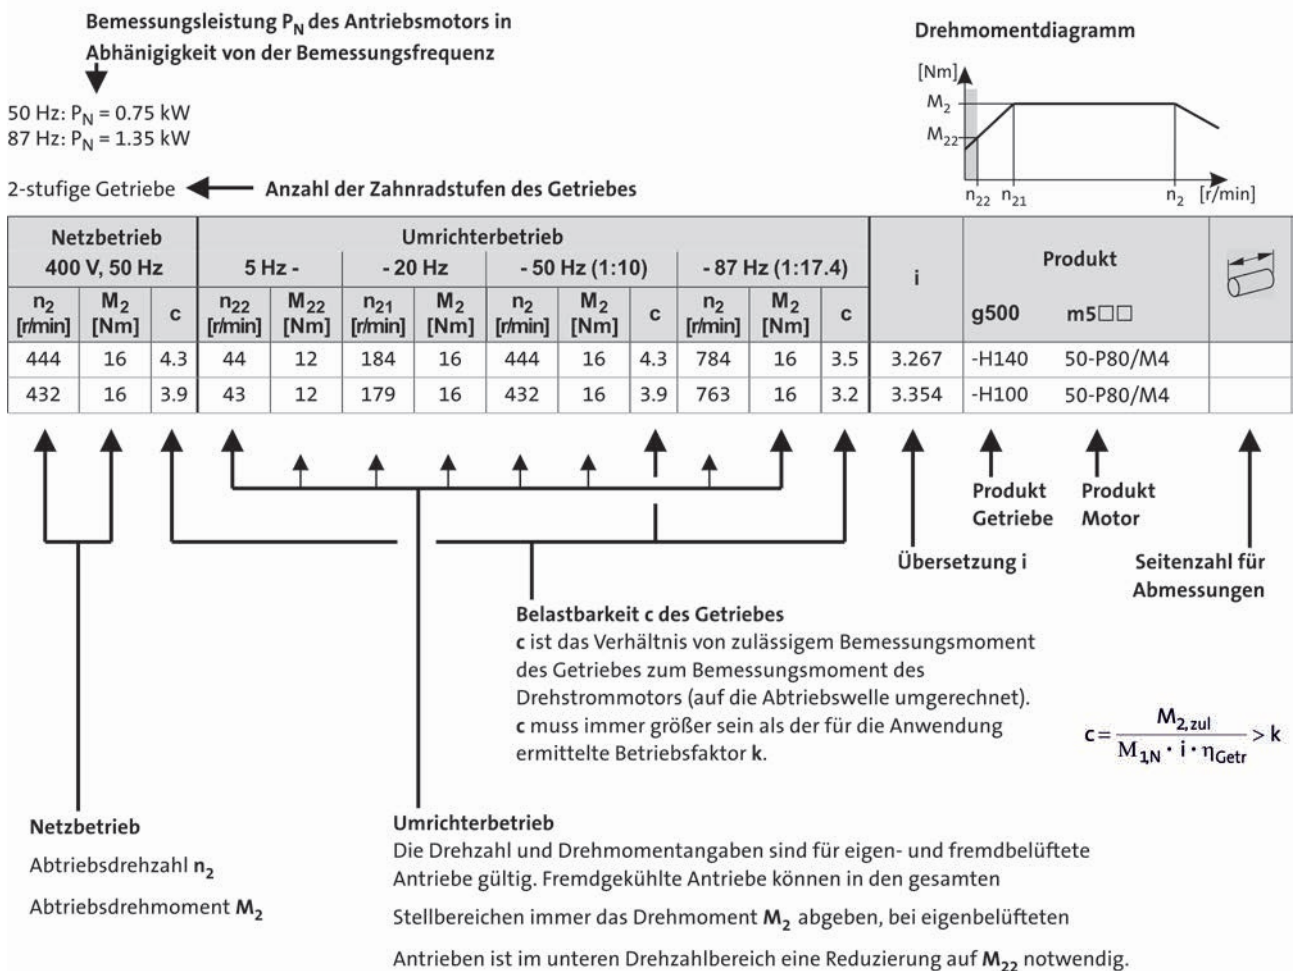 Bemessungsleistung PN des Antriebsmotors in
Abhänigigkeit von der Bemessungsfrequenz
50 Hz: PN = 0.75 kW
87 Hz: PN = 1.35 kW
2-stufige Getriebe
Anzahl der Zahnradstufen des Getriebes
Drehmomentdiagramm
[Nm]
M2
M22
n22 n21 n2 [r/min]
Netzbetrieb Umrichterbetrieb i Produkt
400 V, 50 Hz 5 Hz - - 20 Hz - 50 Hz (1:10) - 87 Hz (1:17.4)
n2 M2 c n22 M22 n21 M2 n2 M2 c n2 M2 c g500 m5□□
[r/min] [Nm] [r/min] [Nm] [r/min] [Nm] [r/min] [Nm] [r/min] [Nm]
444 16 4.3 44 12 184 16 444 16 4.3 784 16 3.5 3.267 -H140 50-P80/M4
432 16 3.9 43 12 179 16 432 16 3.9 763 16 3.2 3.354 -H100 50-P80/M4
Produkt
Getriebe
Produkt
Motor
Übersetzung i
Seitenzahl für
Abmessungen
Belastbarkeit c des Getriebes
c ist das Verhältnis von zulässigem Bemessungsmoment
des Getriebes zum Bemessungsmoment des
Drehstrommotors (auf die Abtriebswelle umgerechnet).
c muss immer größer sein als der für die Anwendung
ermittelte Betriebsfaktor k.
c = M2,zul / (M1,N · i · ηGetr) > k
Netzbetrieb
Abtriebsdrehzahl n2
Abtriebsdrehmoment M2
Umrichterbetrieb
Die Drehzahl und Drehmomentangaben sind für eigen- und fremdbelüftete
Antriebe gültig. Fremdgekühlte Antriebe können in den gesamten
Stellbereichen immer das Drehmoment M2 abgeben, bei eigenbelüfteten
Antrieben ist im unteren Drehzahlbereich eine Reduzierung auf M22 notwendig.